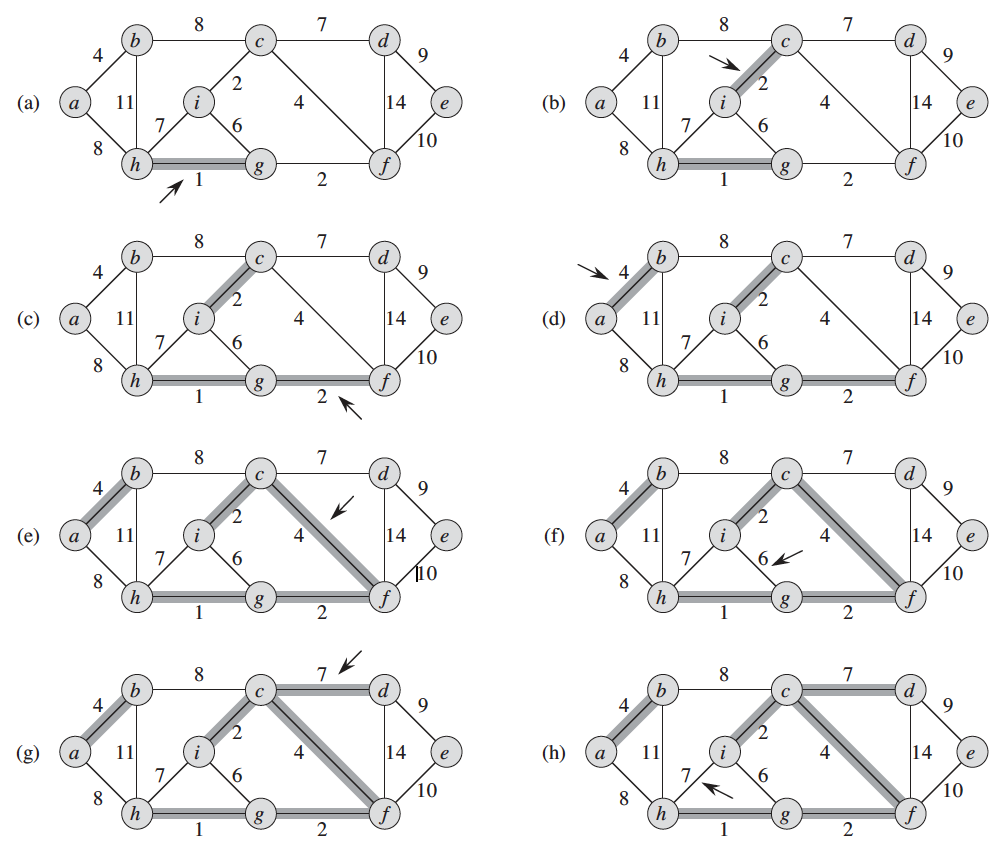 8 7 8 7
b c d b c d
4 9 4 9
2 2
(a) a 11 i 4 14 e (b) a 11 i 4 14 e
7 6 7 6
8 10 8 10
h g f h g f
1 2 1 2
8 7 8 7
b c d b c d
4 9 4 9
2 2
(c) a 11 i 4 14 e (d) a 11 i 4 14 e
7 6 7 6
8 10 8 10
h g f h g f
1 2 1 2
8 7 8 7
b c d b c d
4 9 4 9
2 2
(e) a 11 i 4 14 e (f) a 11 i 4 14 e
7 6 7 6
8 10 8 10
h g f h g f
1 2 1 2
8 7 8 7
b c d b c d
4 9 4 9
2 2
(g) a 11 i 4 14 e (h) a 11 i 4 14 e
7 6 7 6
8 10 8 10
h g f h g f
1 2 1 2